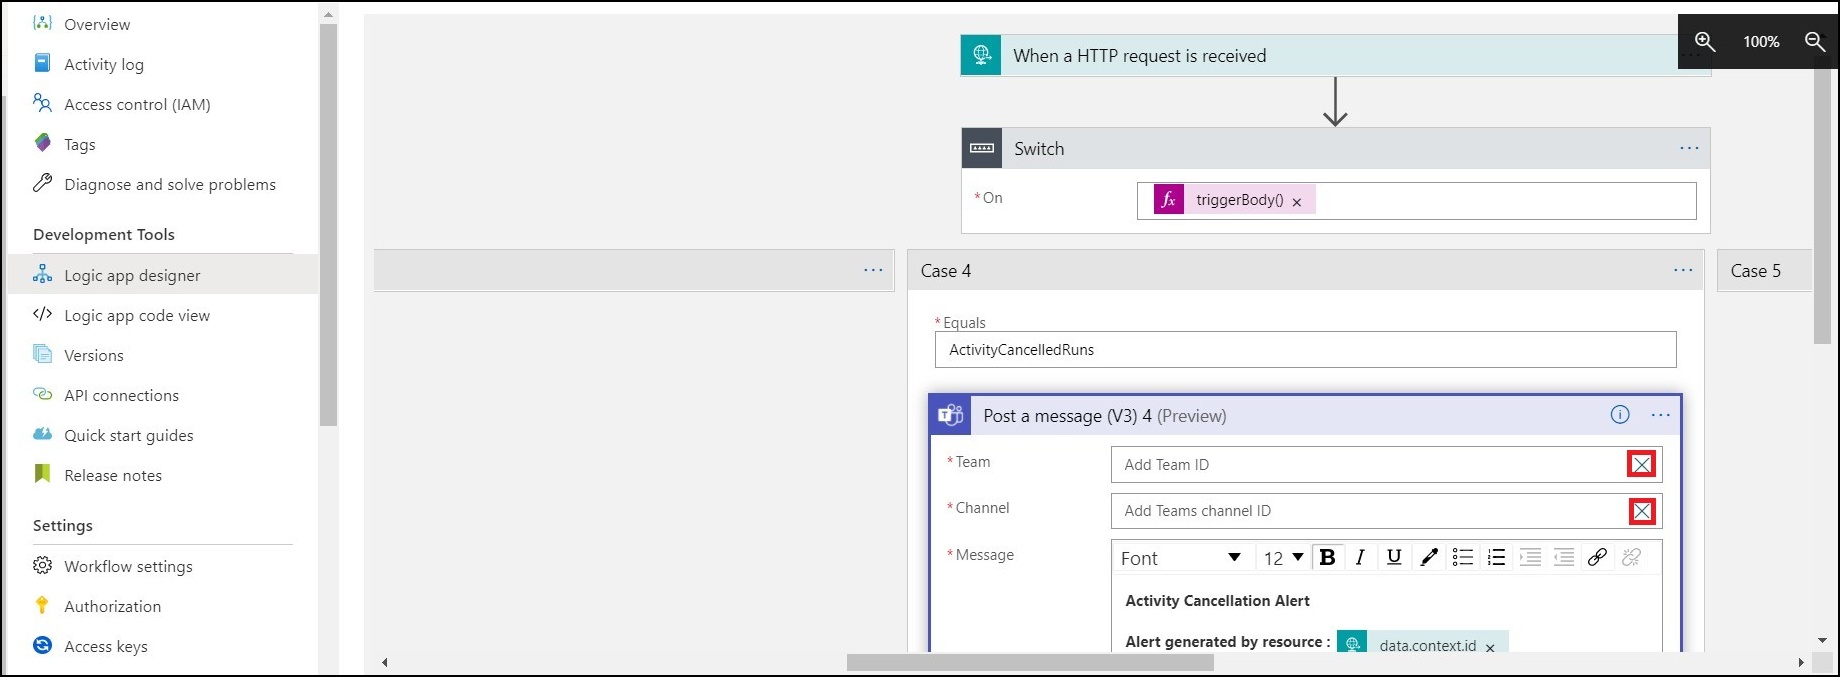 Overview
Activity log
Access control (IAM)
Tags
Diagnose and solve problems
Development Tools
Logic app designer
Logic app code view
Versions
API connections
Quick start guides
Release notes
Settings
Workflow settings
Authorization
Access keys
When a HTTP request is received
100%
Switch
* On
fx triggerBody() ×
Case 4
Case 5
* Equals
ActivityCancelledRuns
Post a message (V3) 4 (Preview)
* Team
Add Team ID
* Channel
Add Teams channel ID
* Message
Font 12 B I U
Activity Cancellation Alert
Alert generated by resource : data.context.id ×